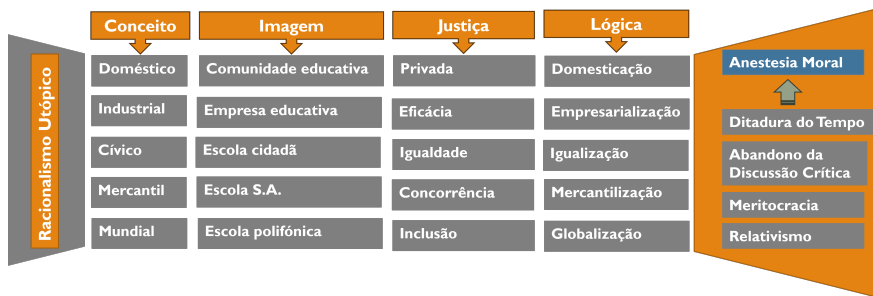 Racionalismo Utópico
Conceito
Imagem
Justiça
Lógica
Doméstico
Comunidade educativa
Privada
Domesticação
Industrial
Empresa educativa
Eficácia
Empresarialização
Cívico
Escola cidadã
Igualdade
Igualização
Mercantil
Escola S.A.
Concorrência
Mercantilização
Mundial
Escola polifónica
Inclusão
Globalização
Anestesia Moral
Ditadura do Tempo
Abandono da
Discussão Crítica
Meritocracia
Relativismo